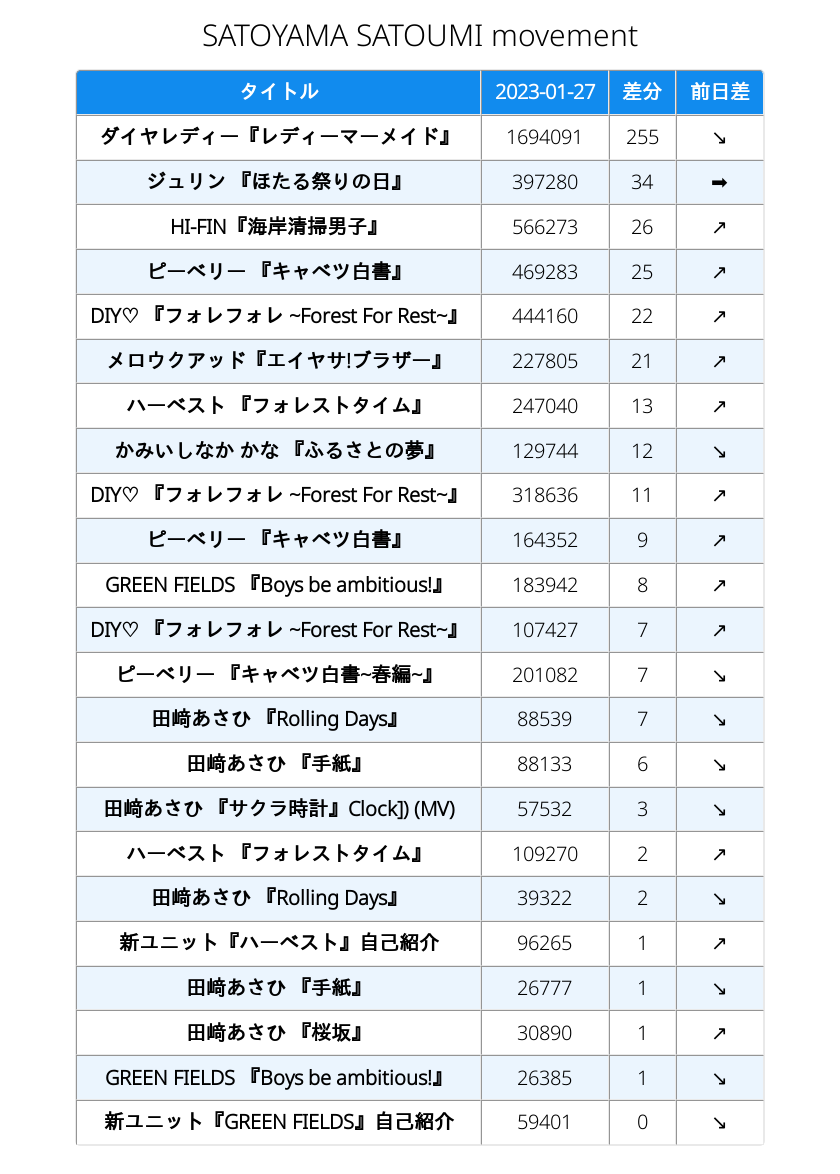 SATOYAMA SATOUMI movement
タイトル 2023-01-27 差分 前日差
ダイヤレディー『レディーマーメイド』 1694091 255 ↘
ジュリン 『ほたる祭りの日』 397280 34 ➡
HI-FIN『海岸清掃男子』 566273 26 ↗
ピーベリー 『キャベツ白書』 469283 25 ↗
DIY♡ 『フォレフォレ ~Forest For Rest~』 444160 22 ↗
メロウクアッド『エイヤサ!ブラザー』 227805 21 ↗
ハーベスト 『フォレストタイム』 247040 13 ↗
かみいしなか かな 『ふるさとの夢』 129744 12 ↘
DIY♡ 『フォレフォレ ~Forest For Rest~』 318636 11 ↗
ピーベリー 『キャベツ白書』 164352 9 ↗
GREEN FIELDS 『Boys be ambitious!』 183942 8 ↗
DIY♡ 『フォレフォレ ~Forest For Rest~』 107427 7 ↗
ピーベリー 『キャベツ白書~春編~』 201082 7 ↘
田﨑あさひ 『Rolling Days』 88539 7 ↘
田﨑あさひ 『手紙』 88133 6 ↘
田﨑あさひ 『サクラ時計』Clock]) (MV) 57532 3 ↘
ハーベスト 『フォレストタイム』 109270 2 ↗
田﨑あさひ 『Rolling Days』 39322 2 ↘
新ユニット『ハーベスト』自己紹介 96265 1 ↗
田﨑あさひ 『手紙』 26777 1 ↘
田﨑あさひ 『桜坂』 30890 1 ↗
GREEN FIELDS 『Boys be ambitious!』 26385 1 ↘
新ユニット『GREEN FIELDS』自己紹介 59401 0 ↘